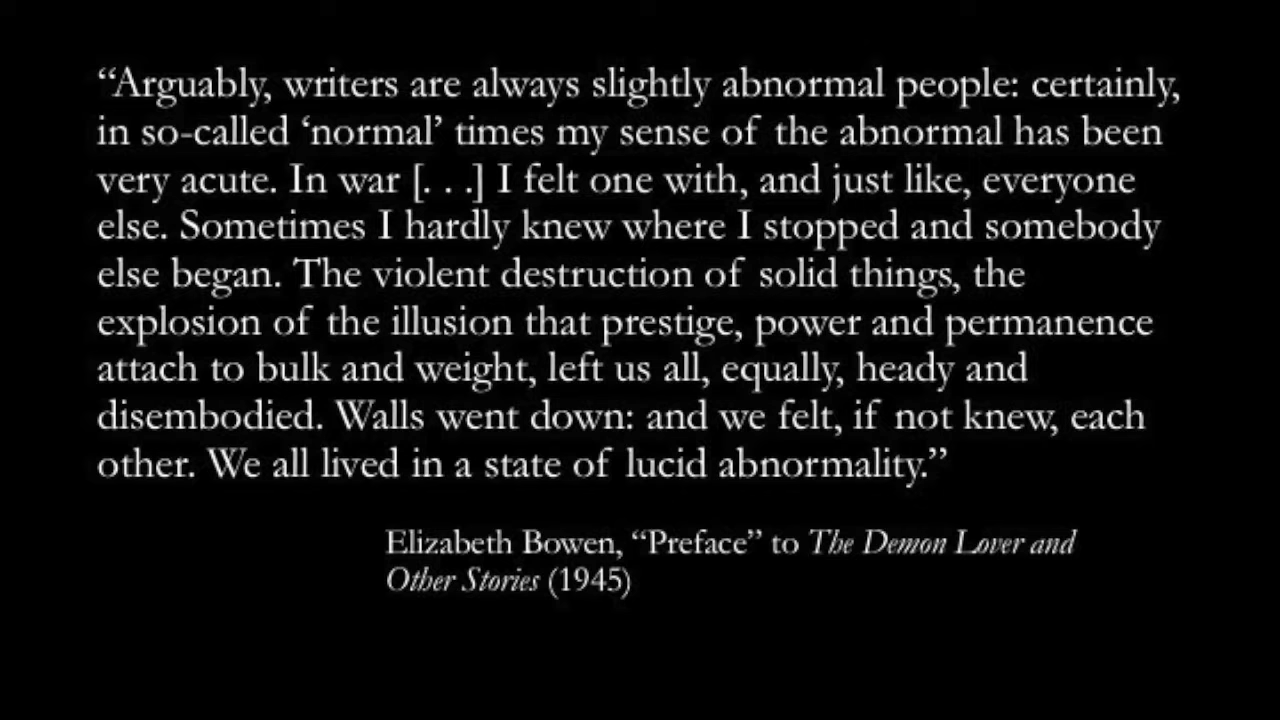 “Arguably, writers are always slightly abnormal people: certainly,
in so-called ‘normal’ times my sense of the abnormal has been
very acute. In war [. . .] I felt one with, and just like, everyone
else. Sometimes I hardly knew where I stopped and somebody
else began. The violent destruction of solid things, the
explosion of the illusion that prestige, power and permanence
attach to bulk and weight, left us all, equally, heady and
disembodied. Walls went down: and we felt, if not knew, each
other. We all lived in a state of lucid abnormality.”
Elizabeth Bowen, “Preface” to The Demon Lover and
Other Stories (1945)